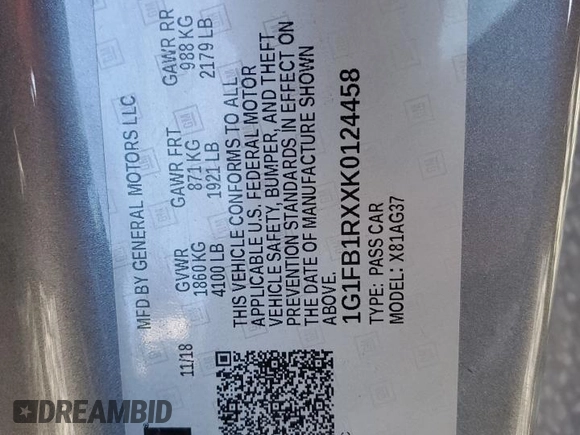 MFD BY GENERAL MOTORS LLC
11/18 GVWR GAWR FRT GAWR RR
1860 KG 871 KG 988 KG
4100 LB 1921 LB 2179 LB
THIS VEHICLE CONFORMS TO ALL
APPLICABLE U.S. FEDERAL MOTOR
VEHICLE SAFETY, BUMPER, AND THEFT
PREVENTION STANDARDS IN EFFECT ON
THE DATE OF MANUFACTURE SHOWN
ABOVE.
1G1FB1RXXK0124458
TYPE: PASS CAR
MODEL: X81AG37
DREAMBID